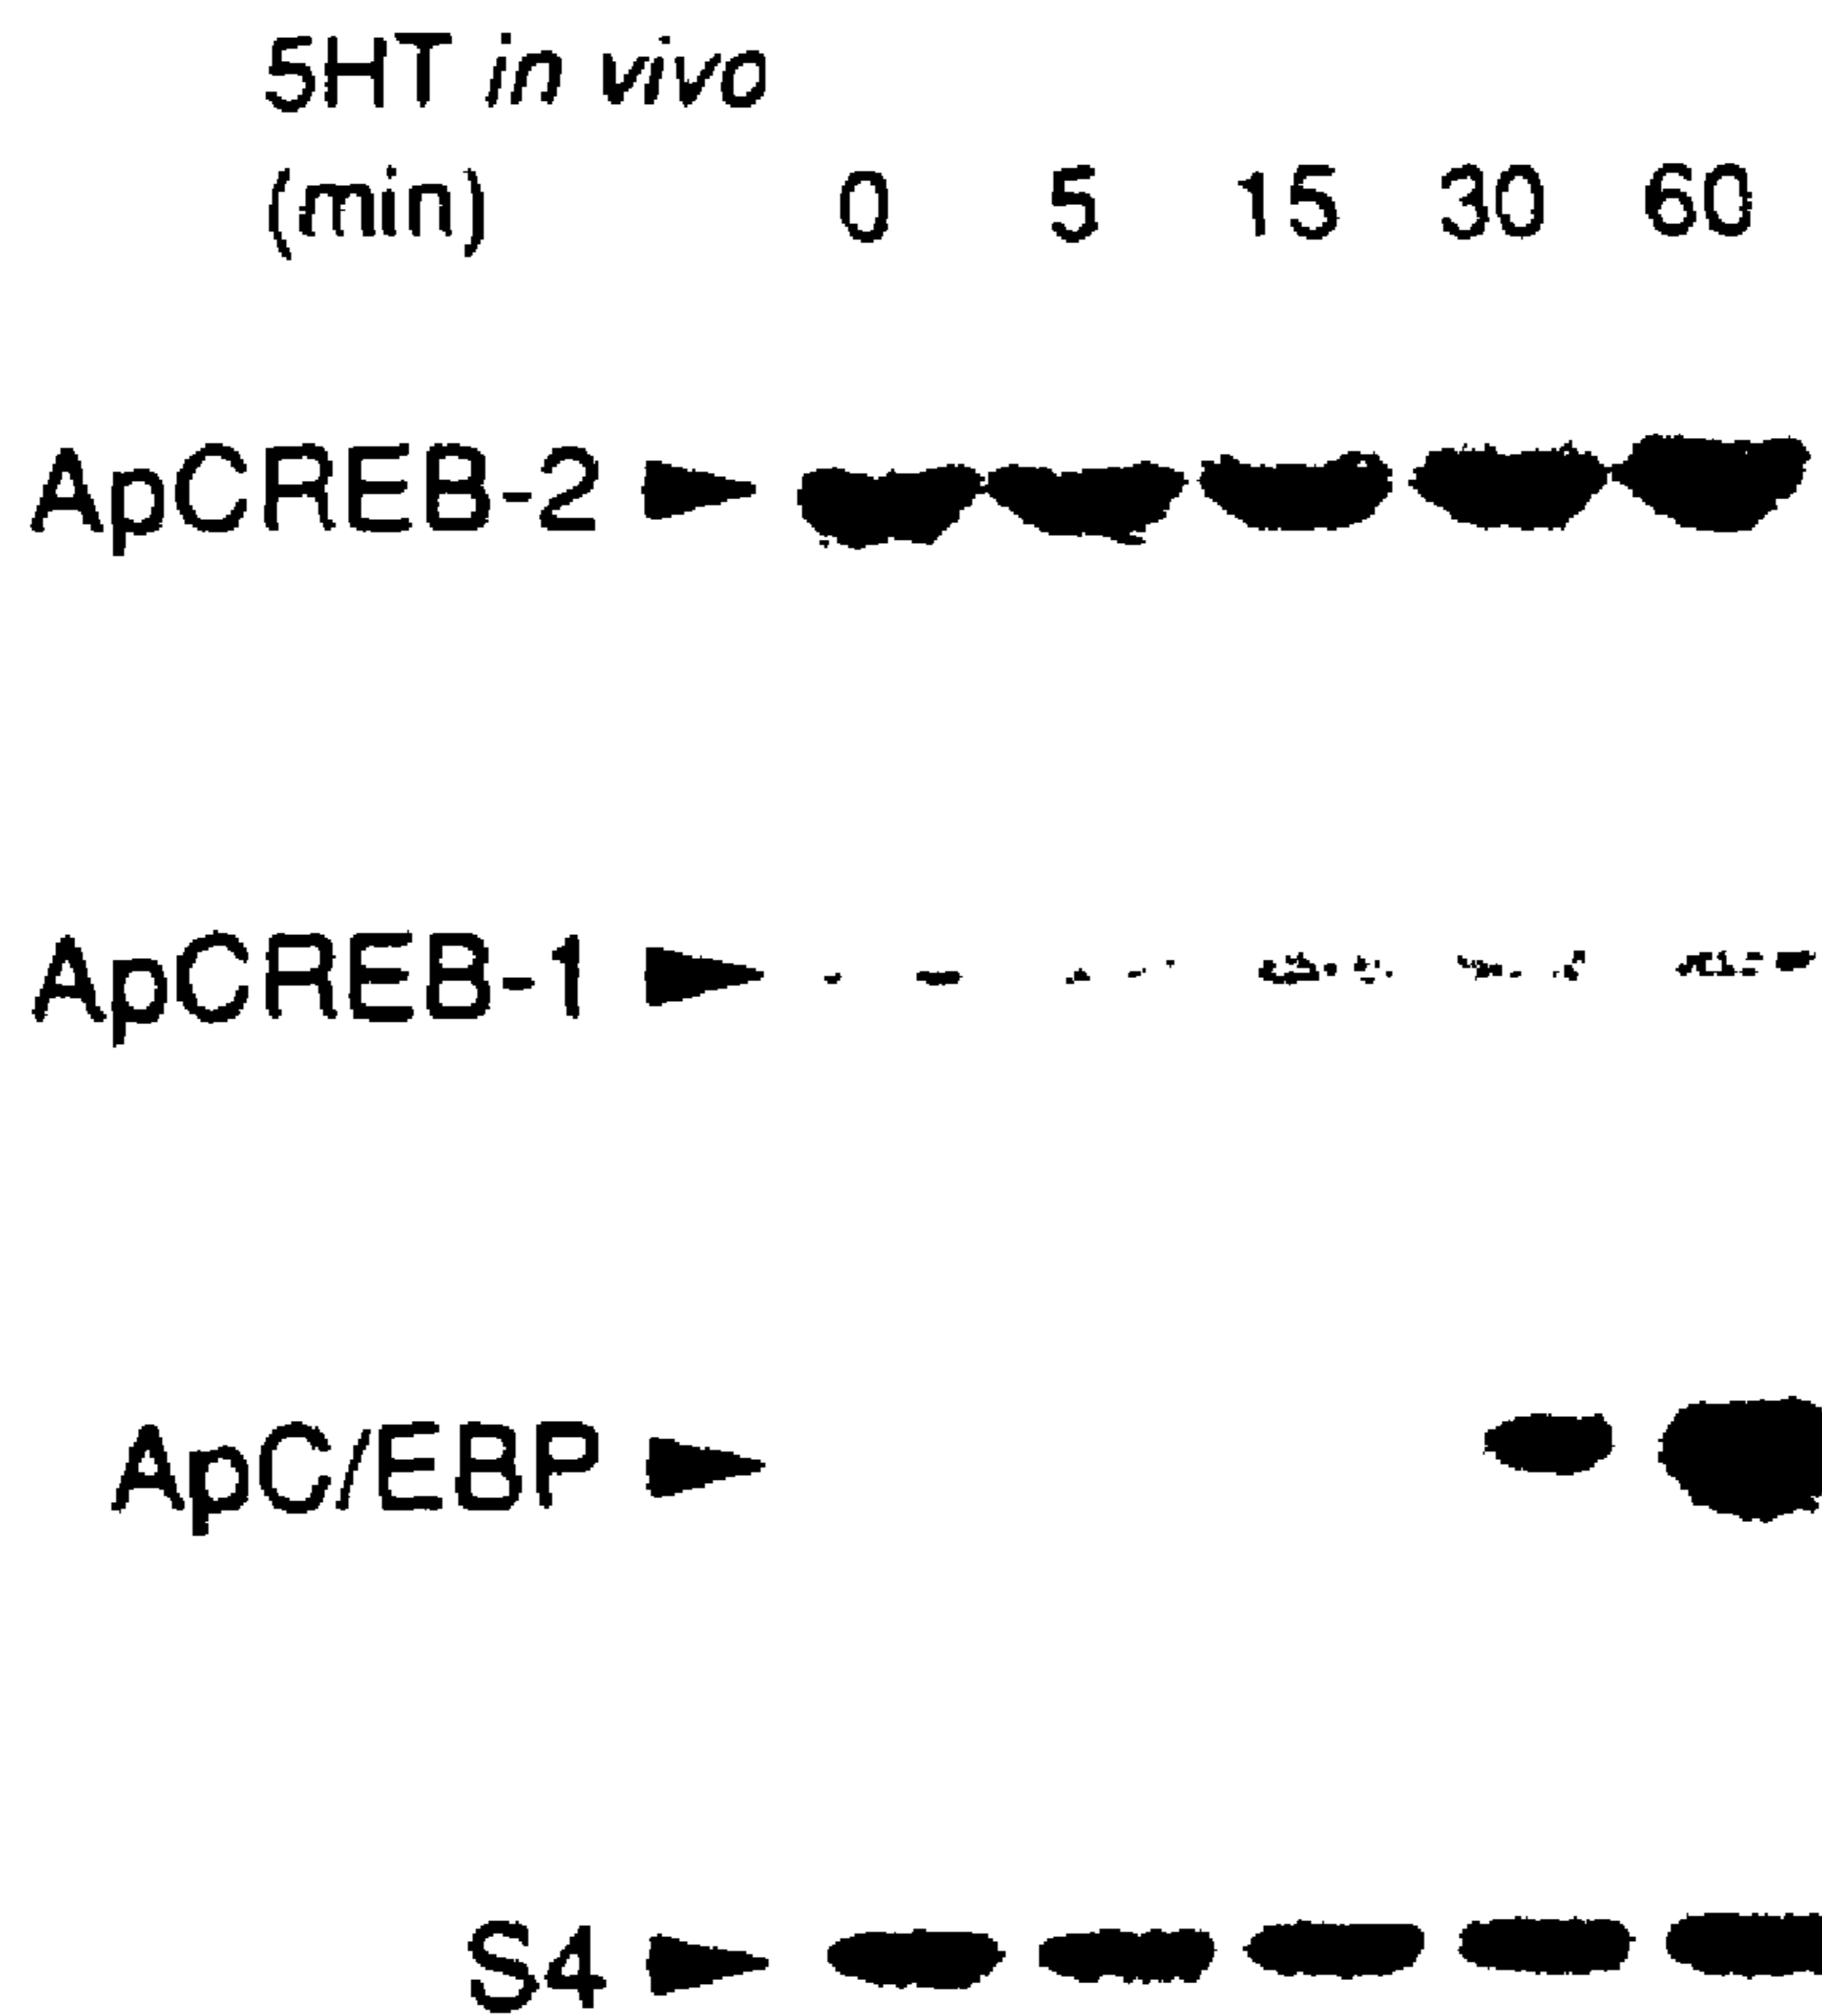 5HT in vivo
(min) 0 5 15 30 60
ApCREB-2
ApCREB-1
ApC/EBP
S4